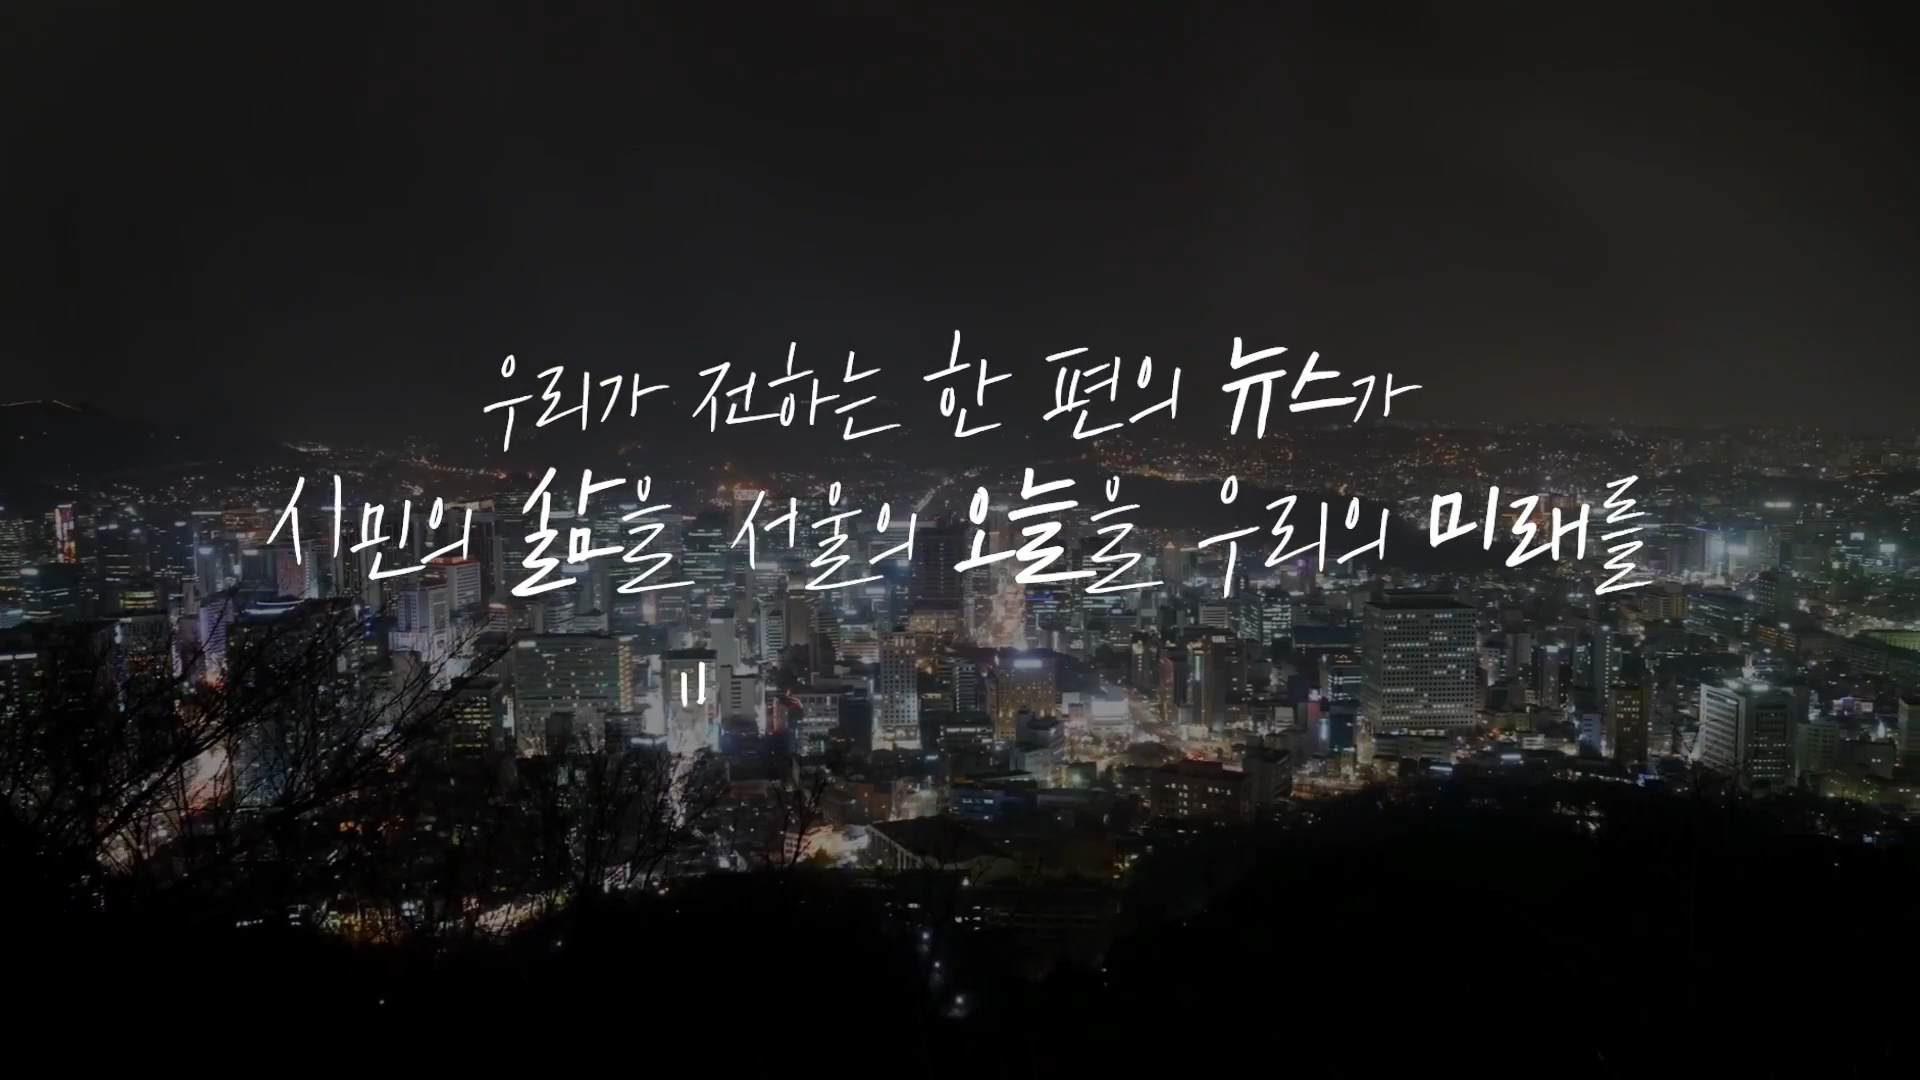 우리가 전하는 한 편의 뉴스가
시민의 삶을 서울의 오늘을 우리의 미래를